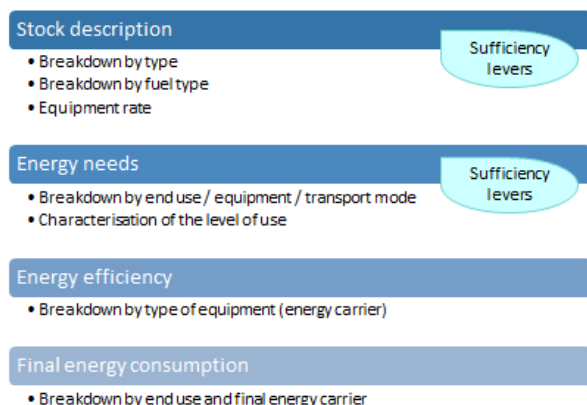 Stock description
Sufficiency
levers
• Breakdown by type
• Breakdown by fuel type
• Equipment rate
Energy needs
Sufficiency
levers
• Breakdown by end use / equipment / transport mode
• Characterisation of the level of use
Energy efficiency
• Breakdown by type of equipment (energy carrier)
Final energy consumption
• Breakdown by end use and final energy carrier